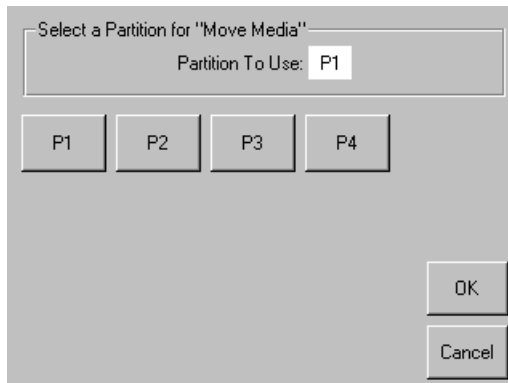 Select a Partition for "Move Media"
Partition To Use: P1
P1 P2 P3 P4
OK
Cancel